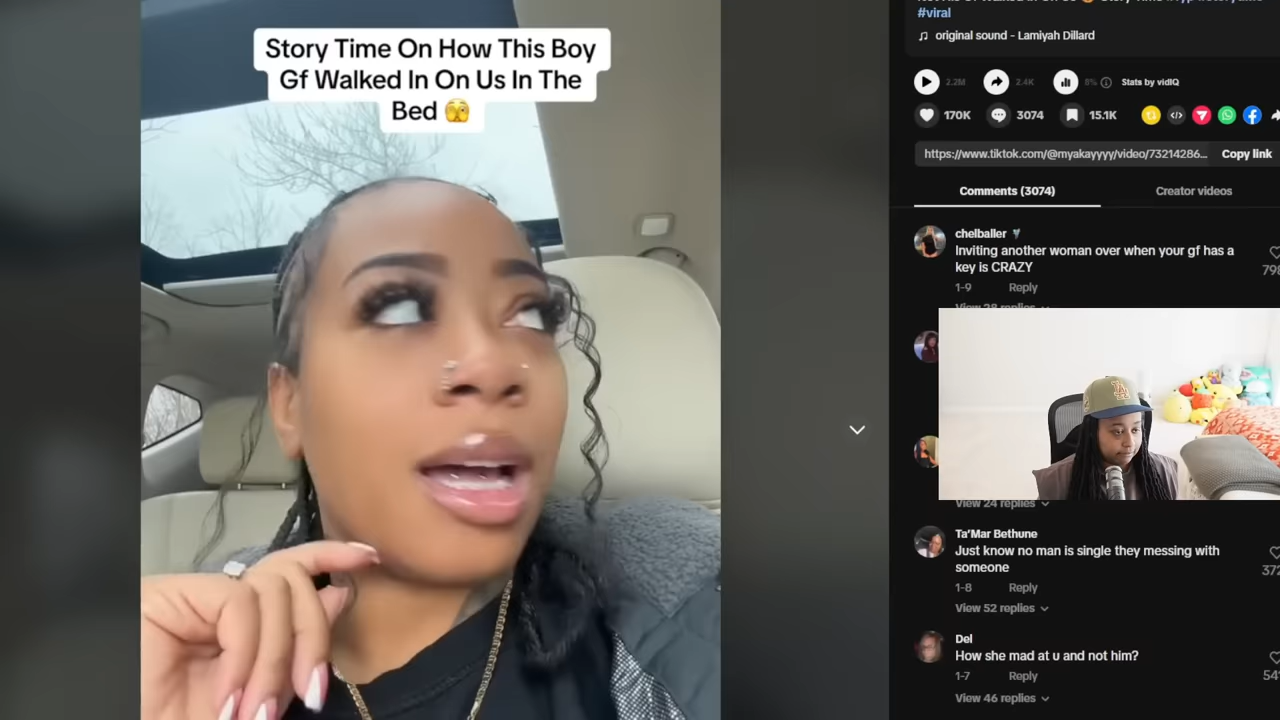 Story Time On How This Boy
Gf Walked In On Us In The
Bed 🫣
#viral
original sound - Lamiyah Dillard
2.2M
2.4K
Stats by vidIQ
170K
3074
15.1K
https://www.tiktok.com/@myakayyyy/video/73214286...
Copy link
Comments (3074)
Creator videos
chelballer
Inviting another woman over when your gf has a
key is CRAZY
1-9
Reply
View 28 replies
LA
View 24 replies
Ta'Mar Bethune
Just know no man is single they messing with
someone
1-8
Reply
View 52 replies
Del
How she mad at u and not him?
1-7
Reply
View 46 replies